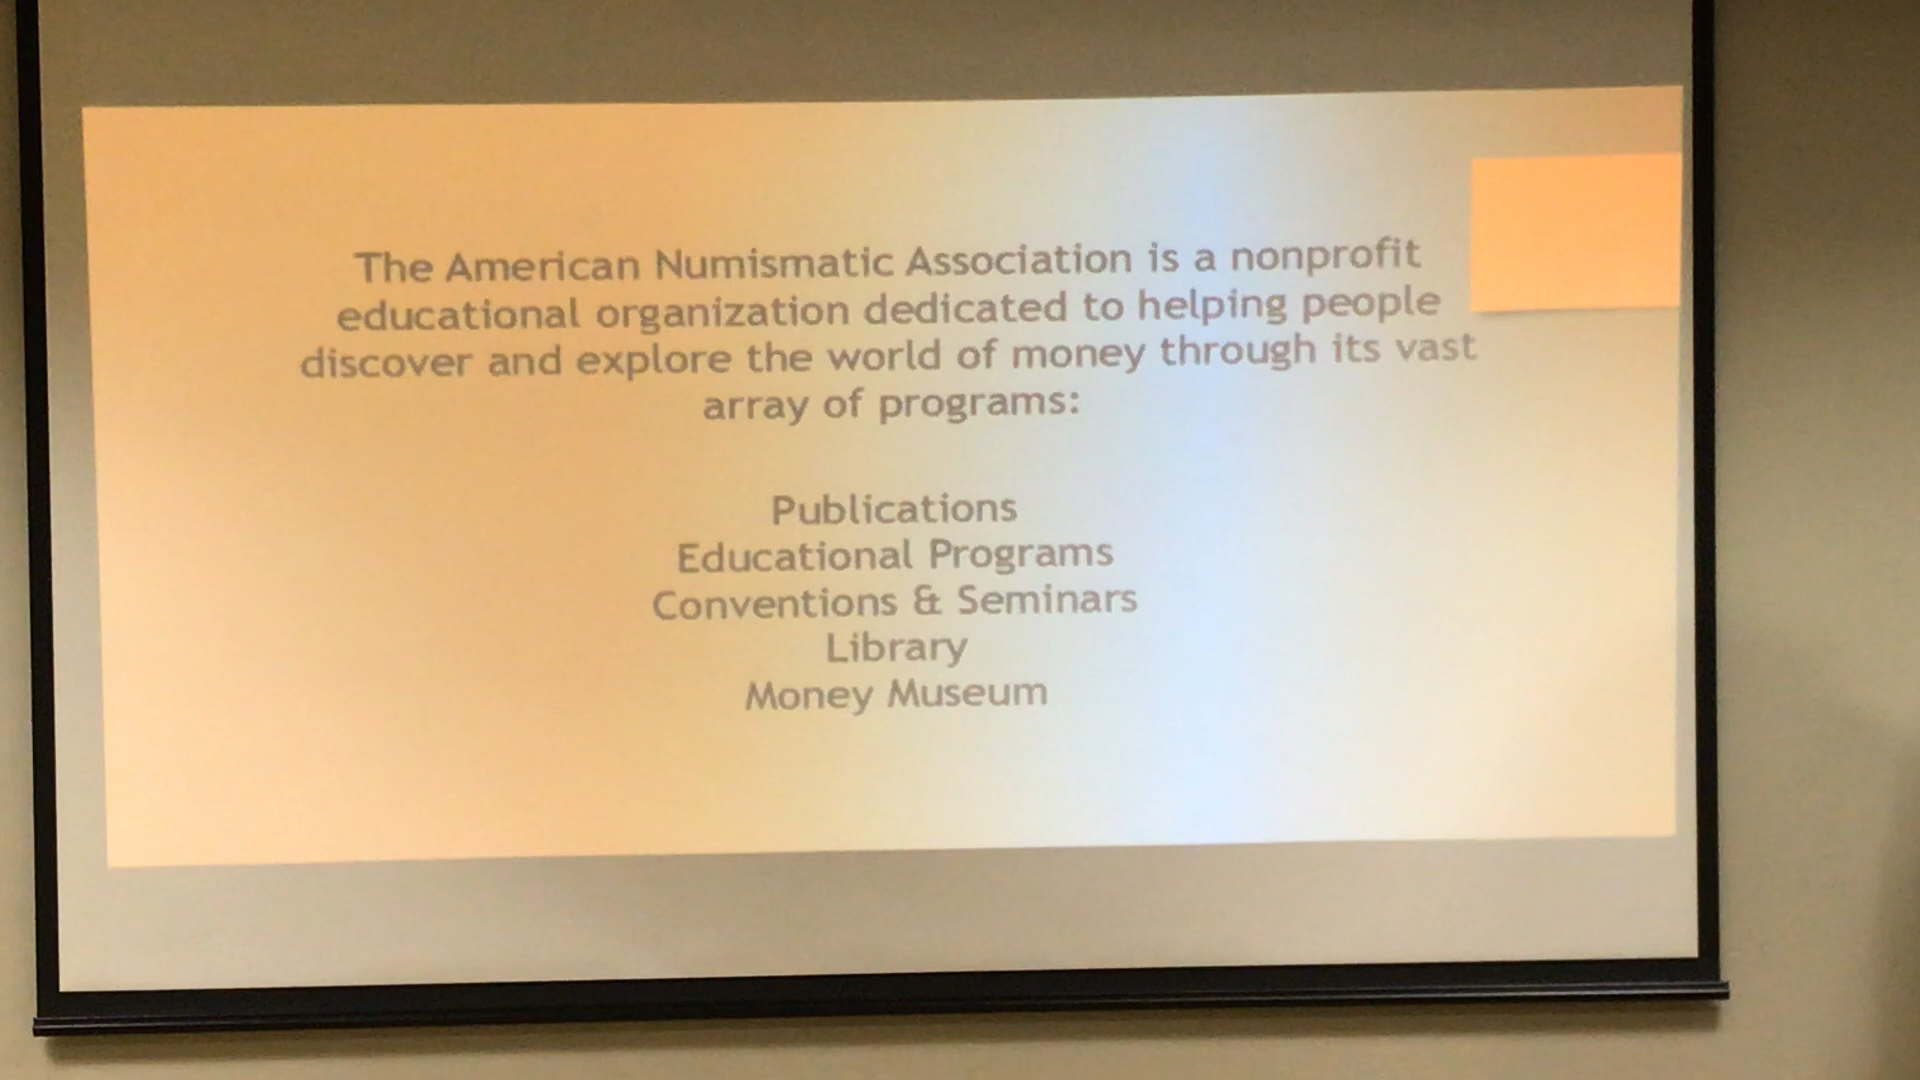 The American Numismatic Association is a nonprofit
educational organization dedicated to helping people
discover and explore the world of money through its vast
array of programs:
Publications
Educational Programs
Conventions & Seminars
Library
Money Museum